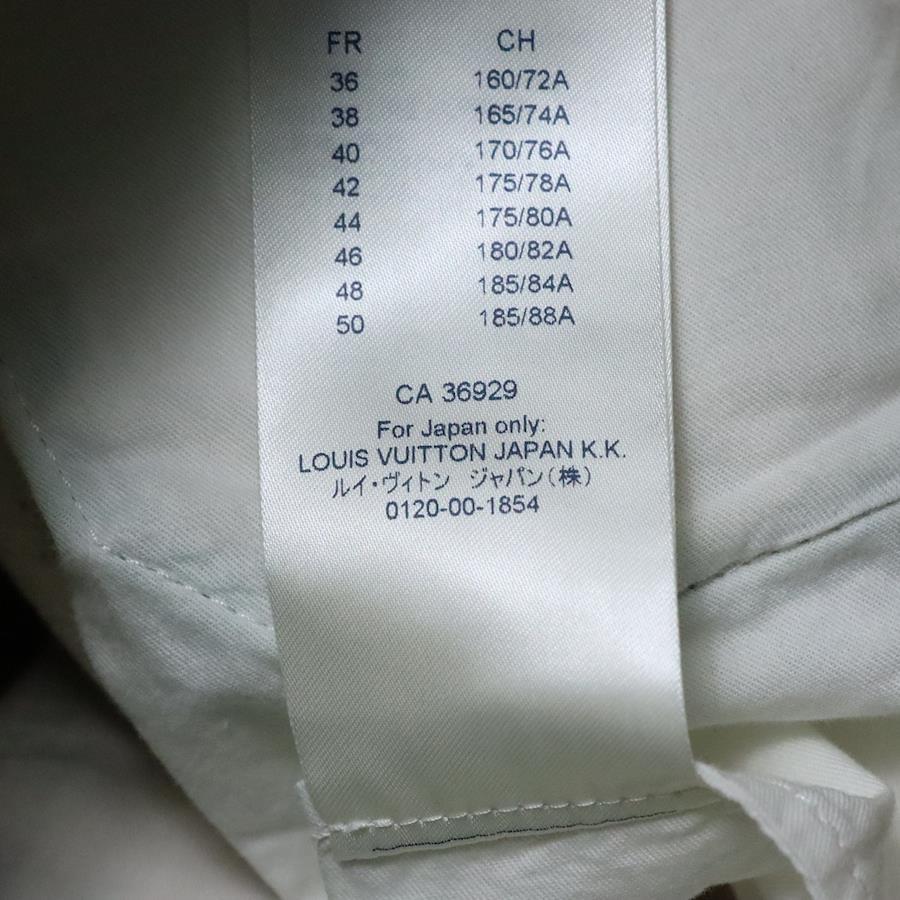 FR CH
36 160/72A
38 165/74A
40 170/76A
42 175/78A
44 175/80A
46 180/82A
48 185/84A
50 185/88A
CA 36929
For Japan only:
LOUIS VUITTON JAPAN K.K.
ルイ・ヴィトン ジャパン(株)
0120-00-1854